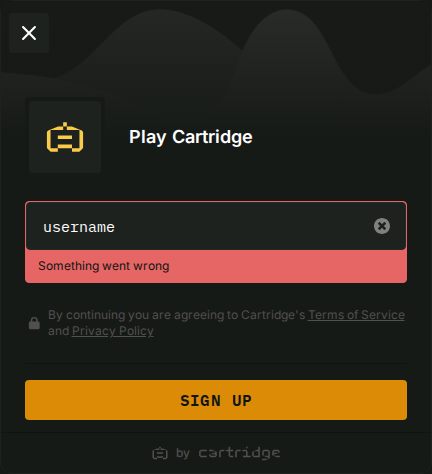 Play Cartridge
username
Something went wrong
By continuing you are agreeing to Cartridge's Terms of Service
and Privacy Policy
SIGN UP
by cartridge